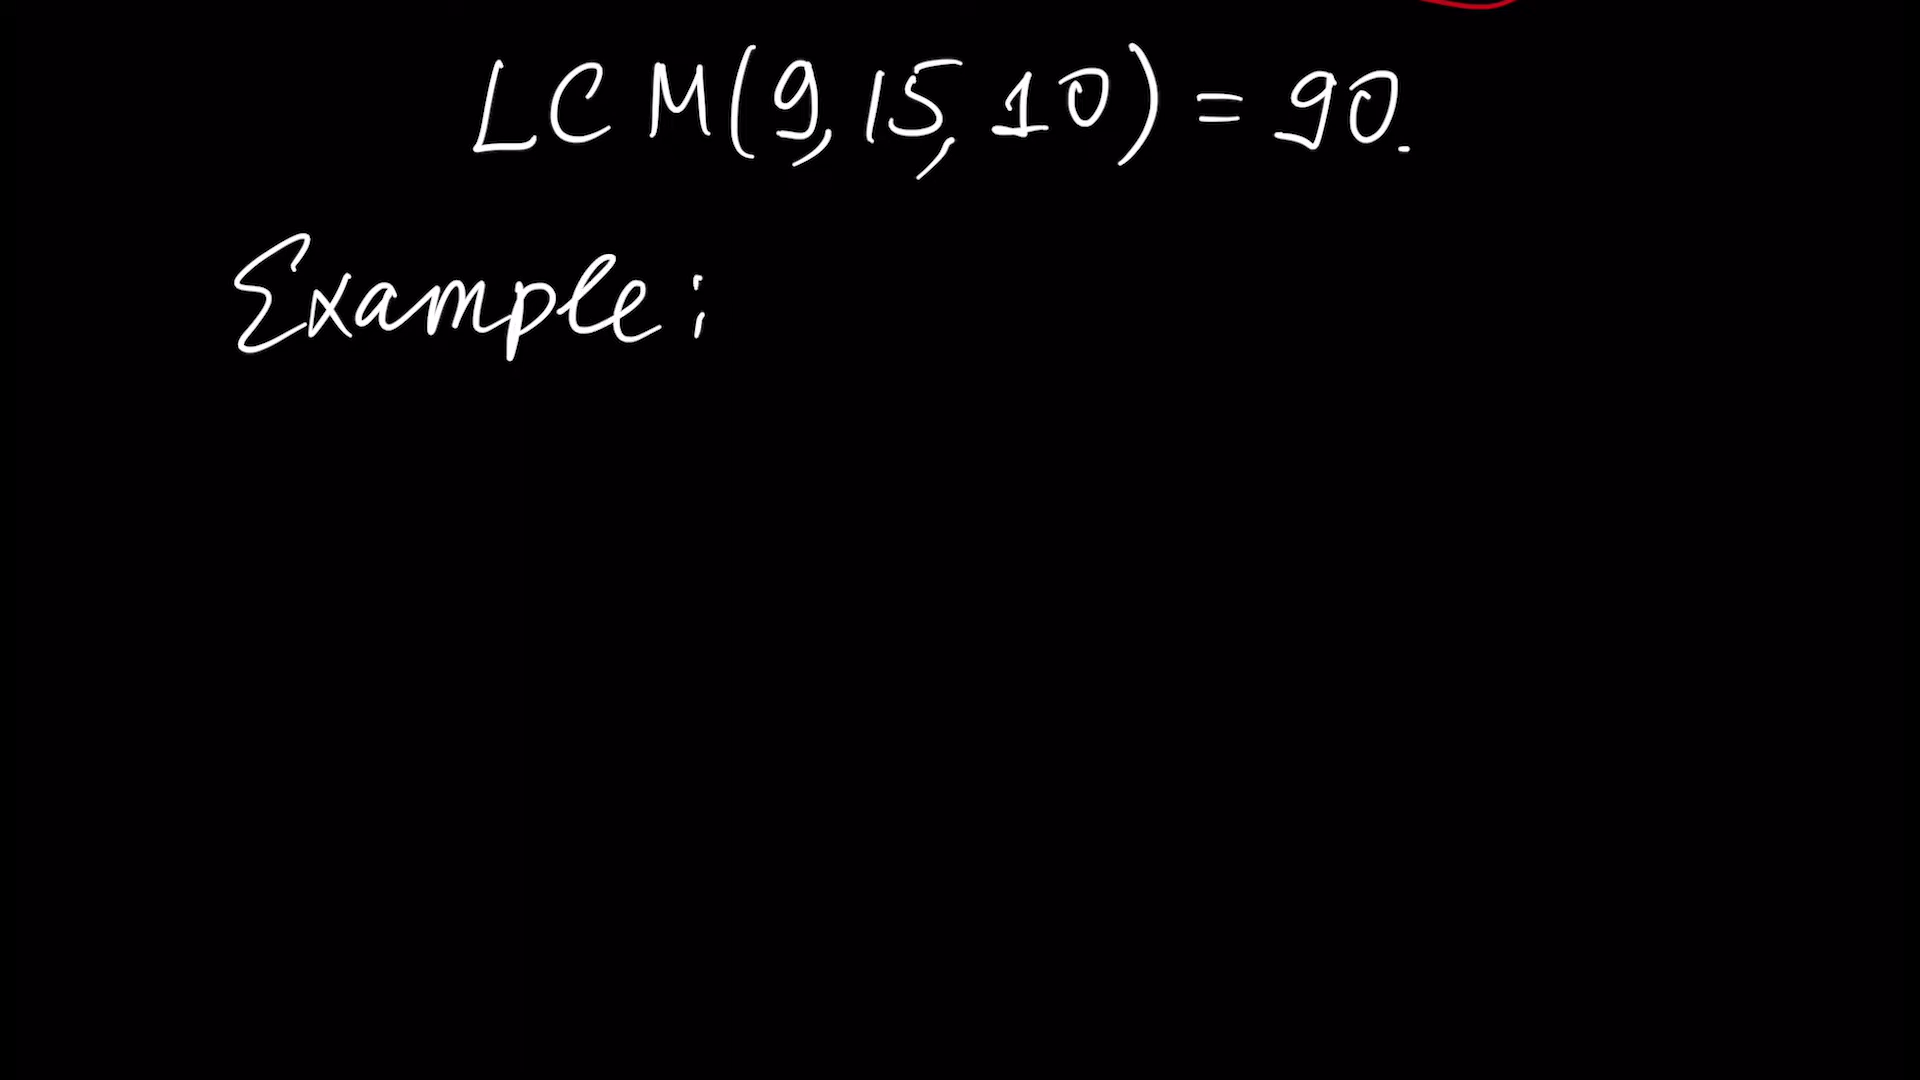 LCM(9, 15, 10) = 90.
Example: